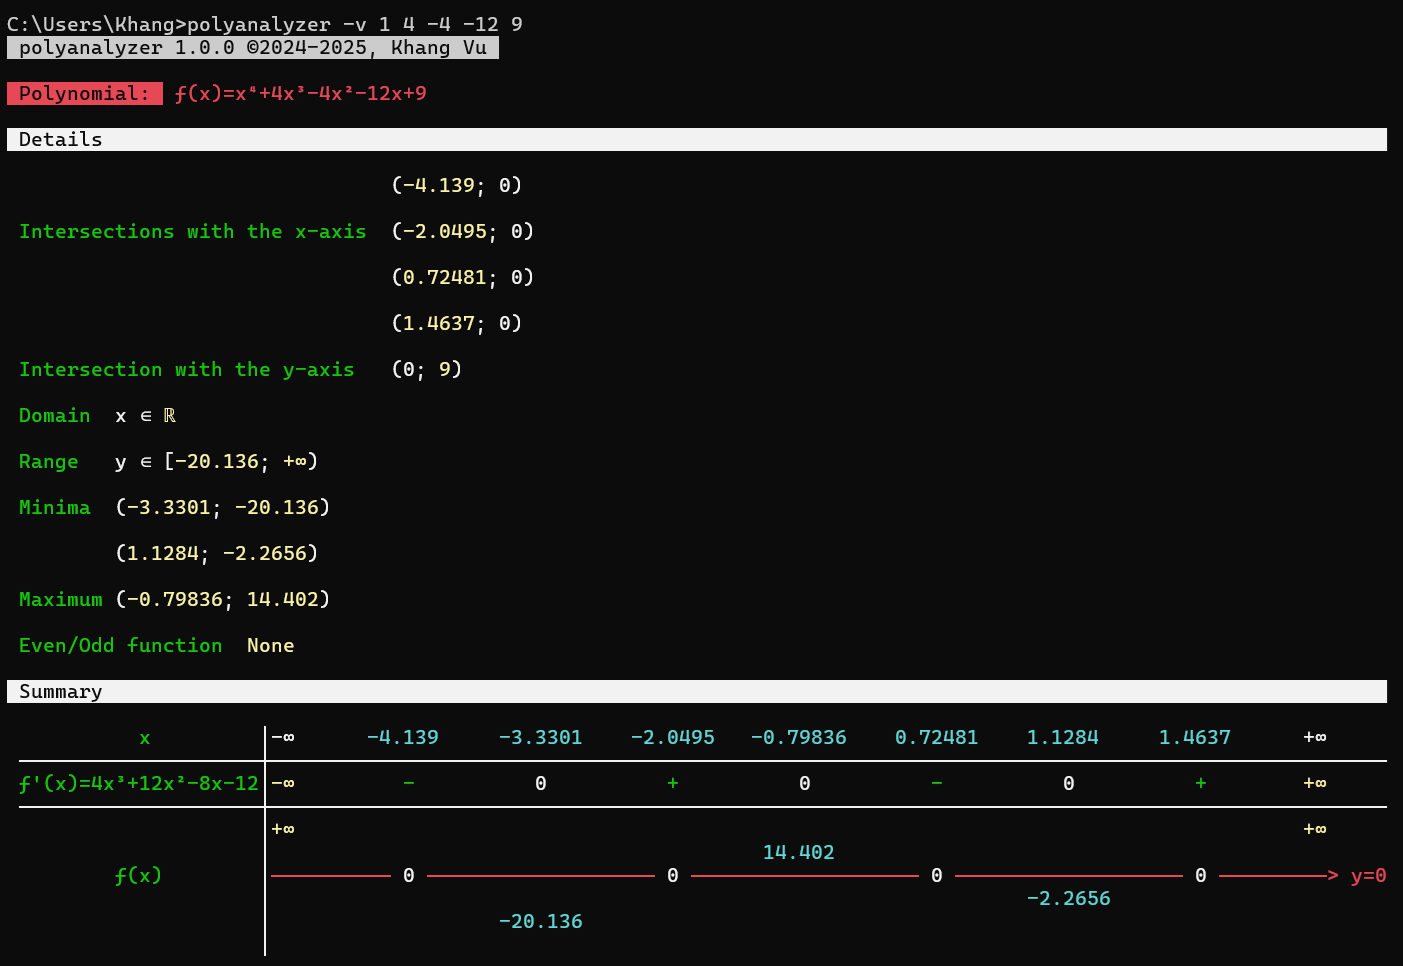 C:\Users\Khang>polyanalyzer -v 1 4 -4 -12 9
polyanalyzer 1.0.0 ©2024-2025, Khang Vu
Polynomial: f(x)=x⁴+4x³-4x²-12x+9
Details
(-4.139; 0)
Intersections with the x-axis (-2.0495; 0)
(0.72481; 0)
(1.4637; 0)
Intersection with the y-axis (0; 9)
Domain x ∈ ℝ
Range y ∈ [-20.136; +∞)
Minima (-3.3301; -20.136)
(1.1284; -2.2656)
Maximum (-0.79836; 14.402)
Even/Odd function None
Summary
x -∞ -4.139 -3.3301 -2.0495 -0.79836 0.72481 1.1284 1.4637 +∞
f'(x)=4x³+12x²-8x-12 -∞ - 0 + 0 - 0 + +∞
+∞ +∞
14.402
f(x) 0 0 0 0 > y=0
-2.2656
-20.136